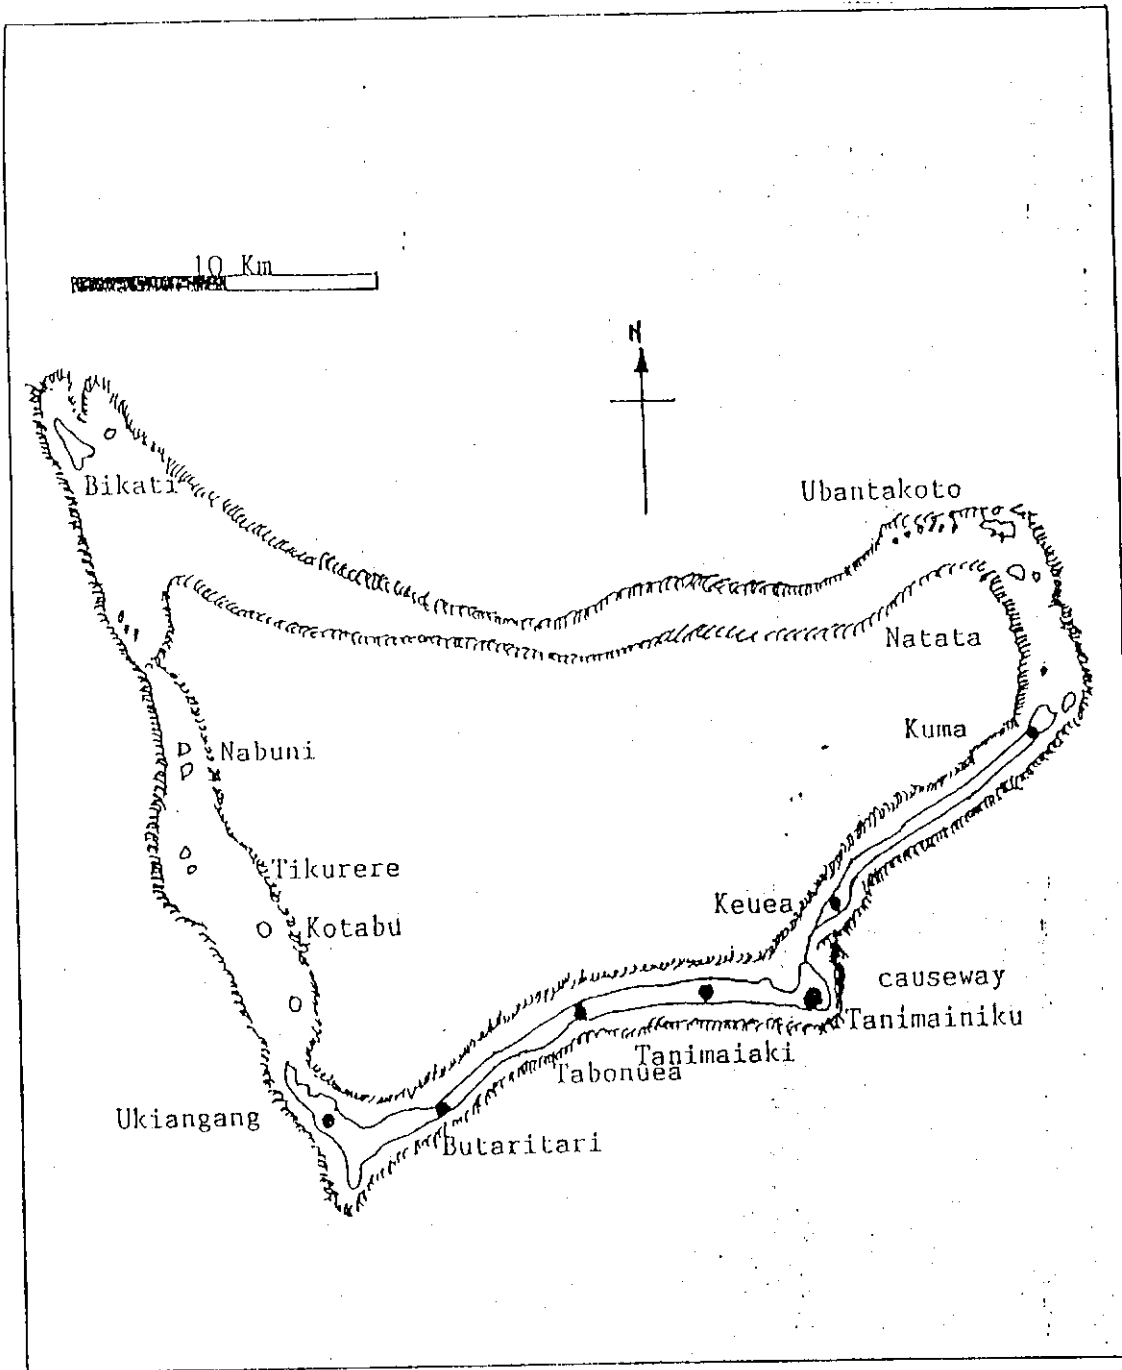 10 Km
N
Bikati
Ubantakoto
Natata
Kuma
Nabuni
Tikurere
Keuea
Kotabu
causeway
Tanimainiku
Tanimaiaki
Tabonuea
Ukiangang
Butaritari